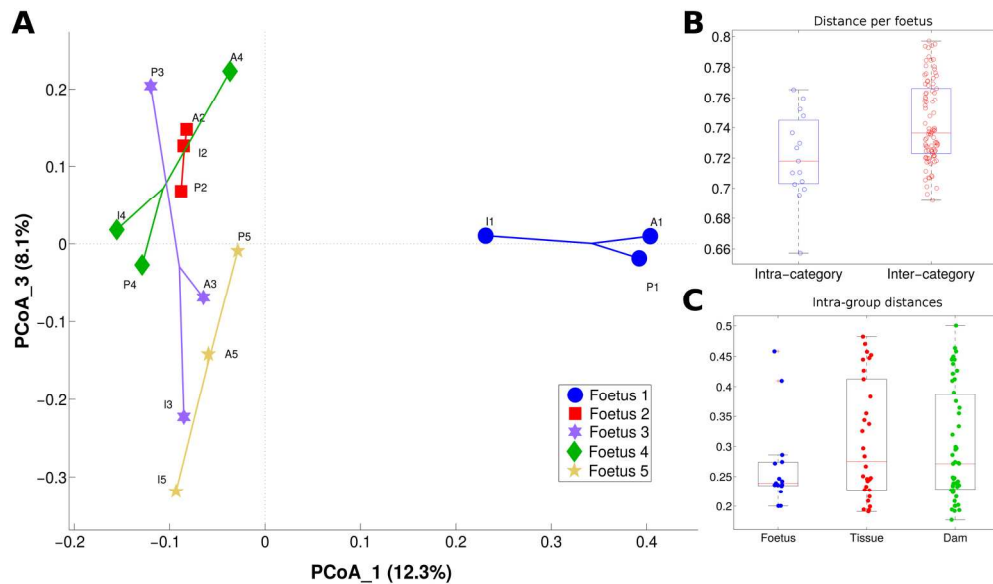 A
PCoA_3 (8.1%)
0.2
0.1
0
−0.1
−0.2
−0.3
A4
P3
A2
I2
P2
I4
P4
P5
A3
A5
I3
I5
I1
A1
P1
Foetus 1
Foetus 2
Foetus 3
Foetus 4
Foetus 5
−0.2
−0.1
0
0.1
0.2
0.3
0.4
PCoA_1 (12.3%)
B
Distance per foetus
0.8
0.78
0.76
0.74
0.72
0.7
0.68
0.66
Intra−category
Inter−category
C
Intra-group distances
0.5
0.45
0.4
0.35
0.3
0.25
0.2
Foetus
Tissue
Dam